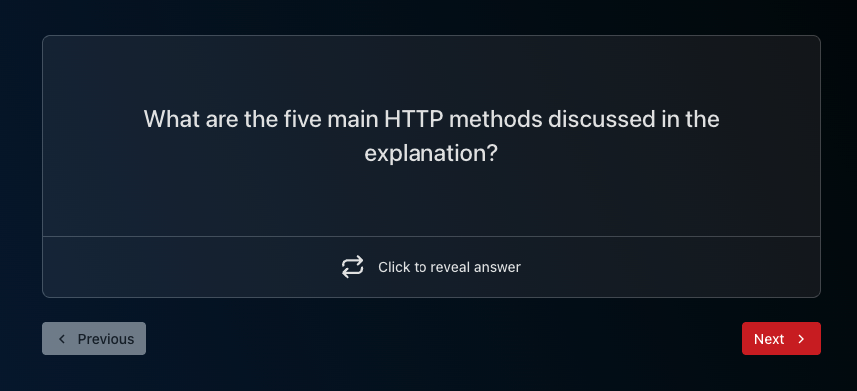 What are the five main HTTP methods discussed in the
explanation?
Click to reveal answer
Previous
Next